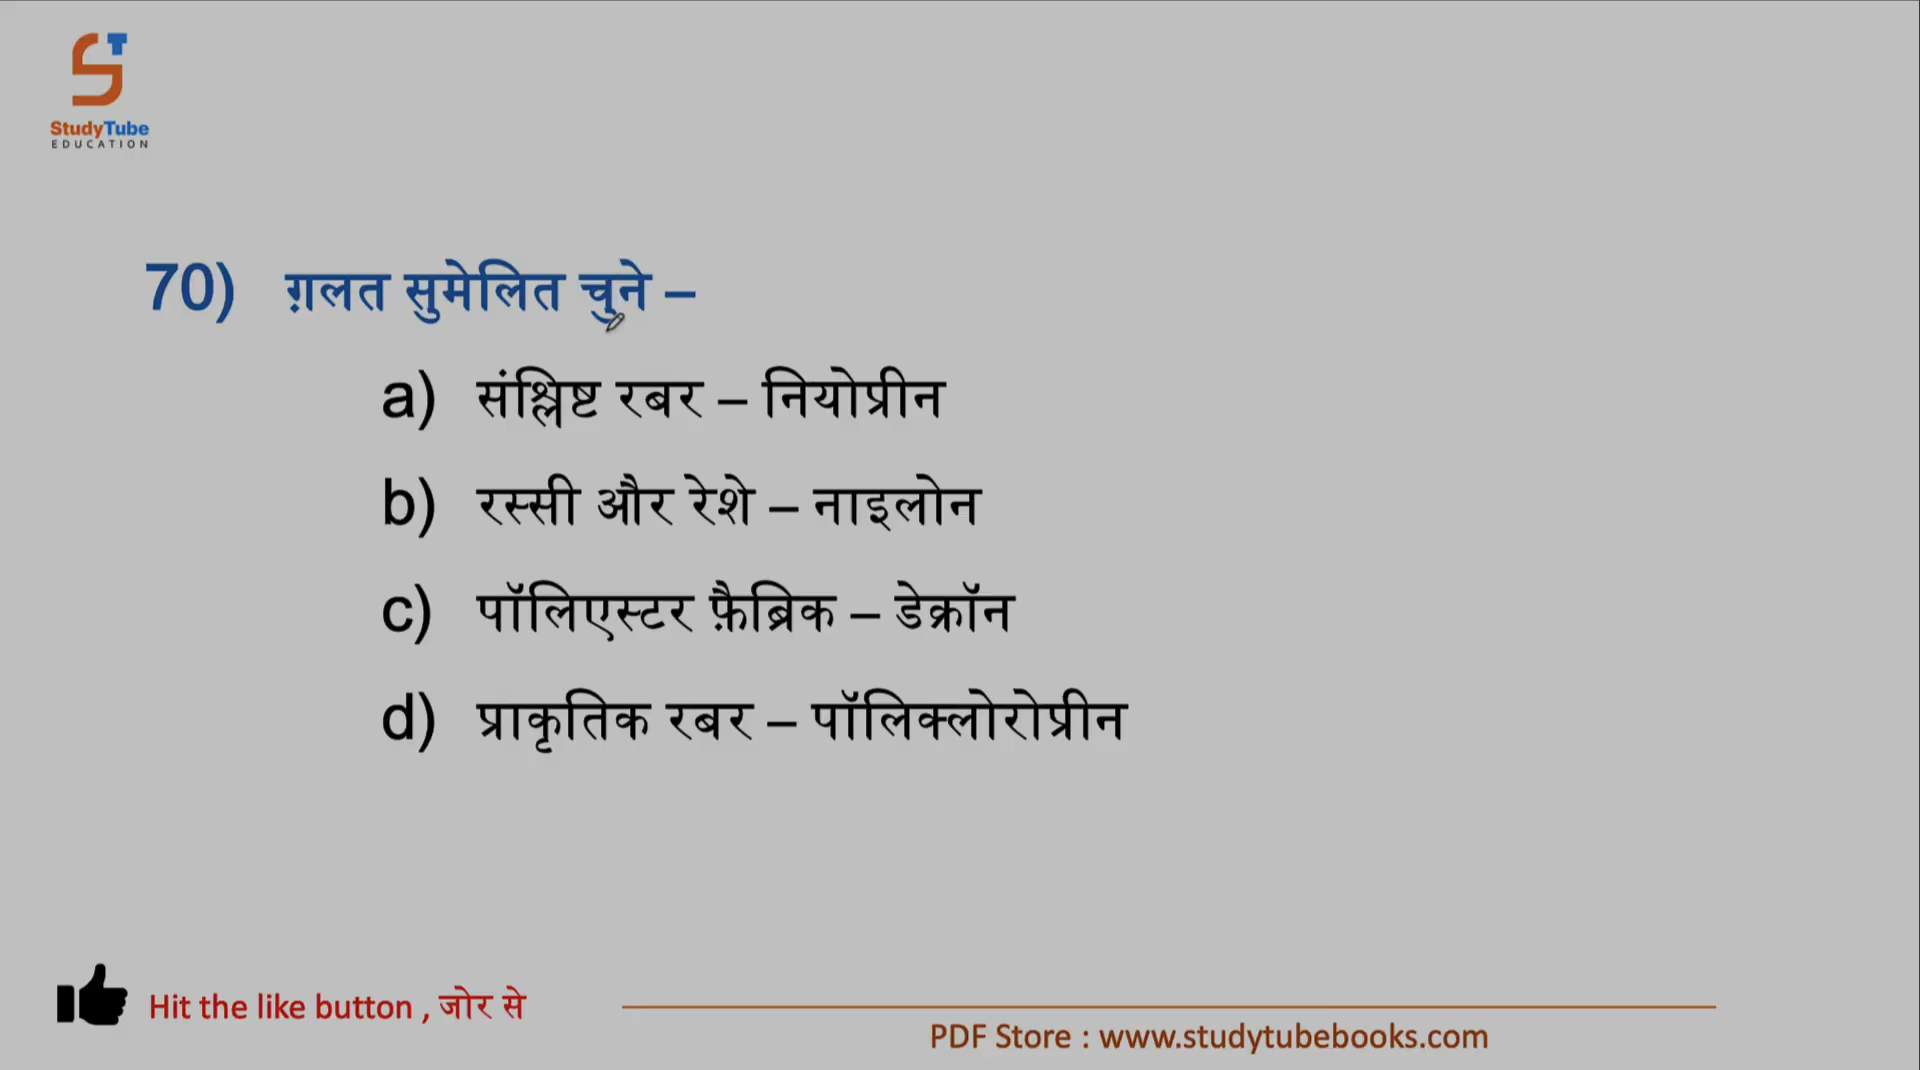 StudyTube
EDUCATION
70) ग़लत सुमेलित चुने –
a) संश्लिष्ट रबर – नियोप्रीन
b) रस्सी और रेशे – नाइलोन
c) पॉलिएस्टर फ़ैब्रिक – डेक्रॉन
d) प्राकृतिक रबर – पॉलिक्लोरोप्रीन
Hit the like button , जोर से
PDF Store : www.studytubebooks.com